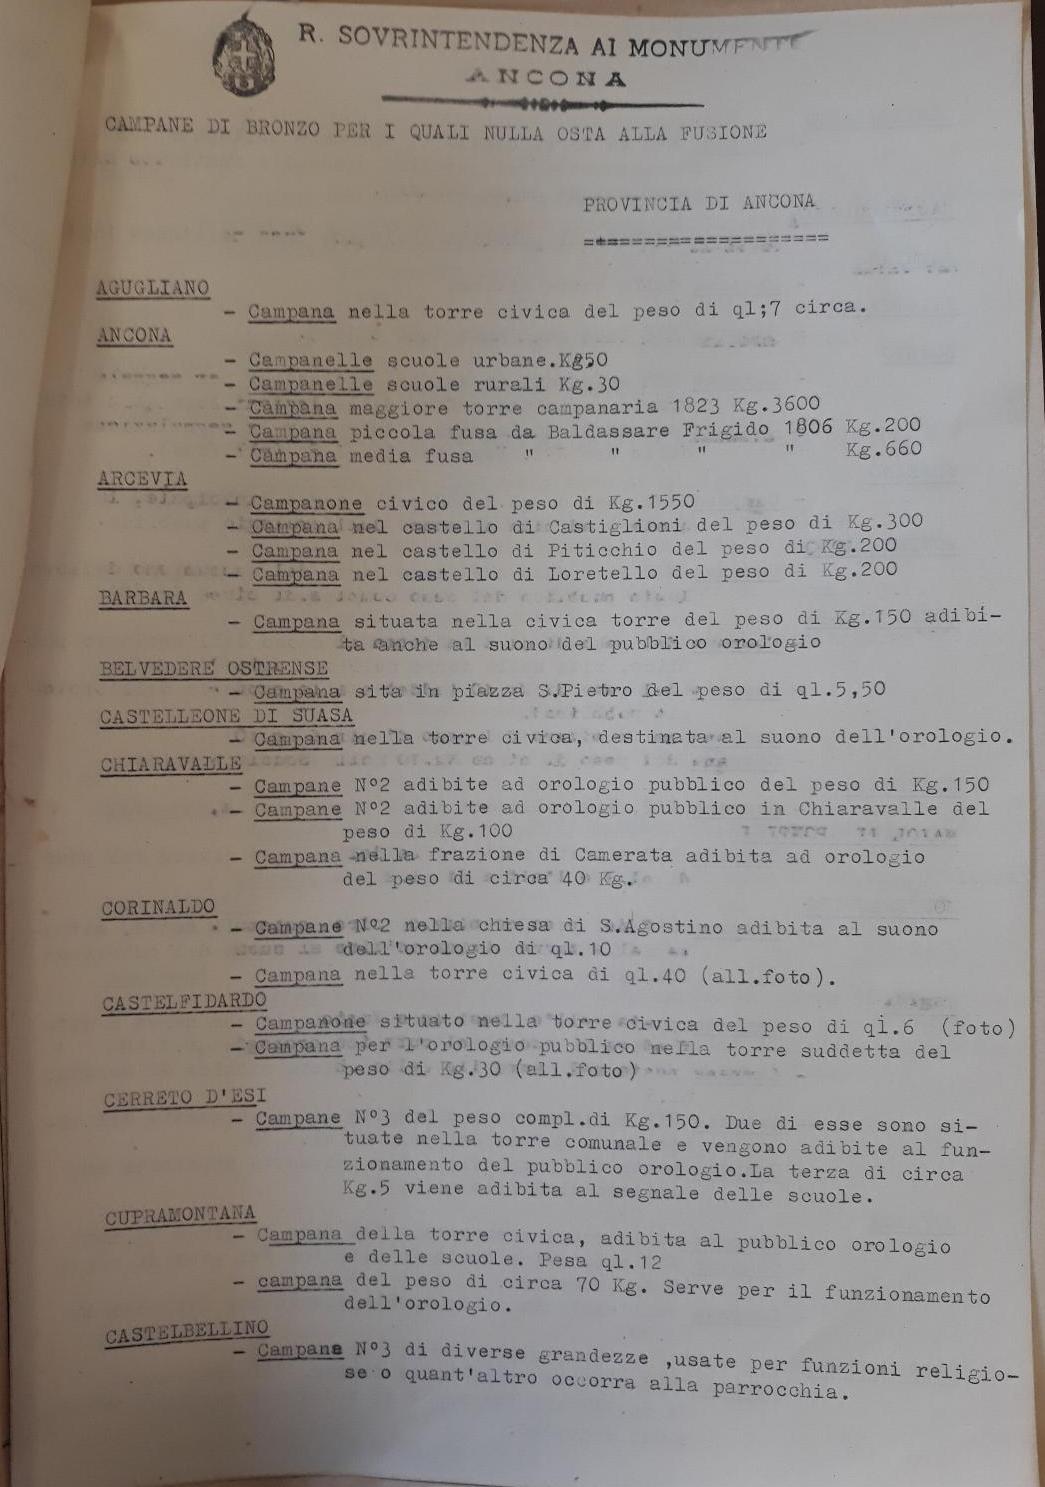 R. SOVRINTENDENZA AI MONUMENTI
ANCONA
CAMPANE DI BRONZO PER I QUALI NULLA OSTA ALLA FUSIONE
PROVINCIA DI ANCONA
=====================
AGUGLIANO
- Campana nella torre civica del peso di ql;7 circa.
ANCONA
- Campanelle scuole urbane.Kg50
- Campanelle scuole rurali Kg.30
- Campana maggiore torre campanaria 1823 Kg.3600
- Campana piccola fusa da Baldassare Frigido 1806 Kg.200
- Campana media fusa " " " " Kg.660
ARCEVIA
- Campanone civico del peso di Kg.1550
- Campana nel castello di Castiglioni del peso di Kg.300
- Campana nel castello di Piticchio del peso di Kg.200
- Campana nel castello di Loretello del peso di Kg.200
BARBARA
- Campana situata nella civica torre del peso di Kg.150 adibi-
ta anche al suono del pubblico orologio
BELVEDERE OSTRENSE
- Campana sita in piazza S.Pietro del peso di ql.5,50
CASTELLEONE DI SUASA
- Campana nella torre civica, destinata al suono dell'orologio.
CHIARAVALLE
- Campane N°2 adibite ad orologio pubblico del peso di Kg.150
- Campane N°2 adibite ad orologio pubblico in Chiaravalle del
peso di Kg.100
- Campana nella frazione di Camerata adibita ad orologio
del peso di circa 40 Kg.
CORINALDO
- Campane N°2 nella chiesa di S.Agostino adibita al suono
dell'orologio di ql.10
- Campana nella torre civica di ql.40 (all.foto).
CASTELFIDARDO
- Campanone situato nella torre civica del peso di ql.6 (foto)
- Campana per l'orologio pubblico nella torre suddetta del
peso di Kg.30 (all.foto)
CERRETO D'ESI
- Campane N°3 del peso compl.di Kg.150. Due di esse sono si-
tuate nella torre comunale e vengono adibite al fun-
zionamento del pubblico orologio.La terza di circa
Kg.5 viene adibita al segnale delle scuole.
CUPRAMONTANA
- Campana della torre civica, adibita al pubblico orologio
e delle scuole. Pesa ql.12
- campana del peso di circa 70 Kg. Serve per il funzionamento
dell'orologio.
CASTELBELLINO
- Campane N°3 di diverse grandezze ,usate per funzioni religio-
se o quant'altro occorra alla parrocchia.